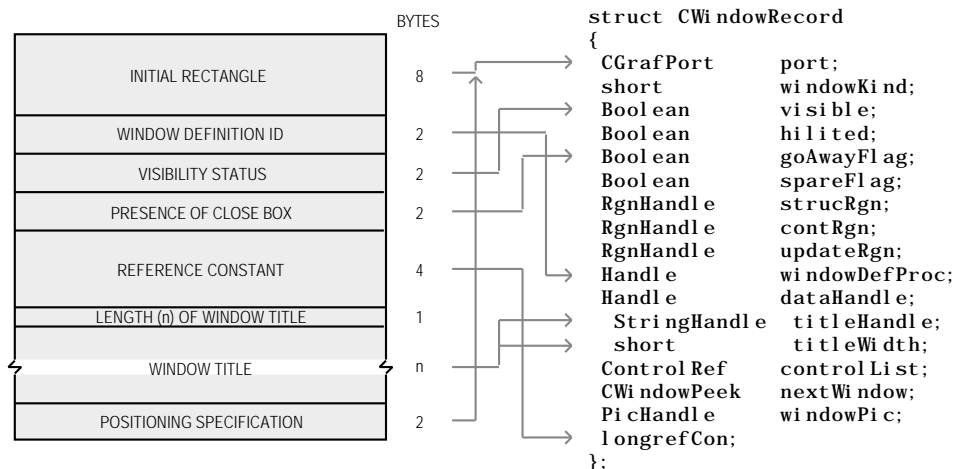 BYTES
INITIAL RECTANGLE 8
WINDOW DEFINITION ID 2
VISIBILITY STATUS 2
PRESENCE OF CLOSE BOX 2
REFERENCE CONSTANT 4
LENGTH (n) OF WINDOW TITLE 1
WINDOW TITLE n
POSITIONING SPECIFICATION 2
struct CWindowRecord
{
CGrafPort port;
short windowKind;
Boolean visible;
Boolean hilited;
Boolean goAwayFlag;
Boolean spareFlag;
RgnHandle strucRgn;
RgnHandle contRgn;
RgnHandle updateRgn;
Handle windowDefProc;
Handle dataHandle;
StringHandle titleHandle;
short titleWidth;
ControlRef controlList;
CWindowPeek nextWindow;
PicHandle windowPic;
longrefCon;
};